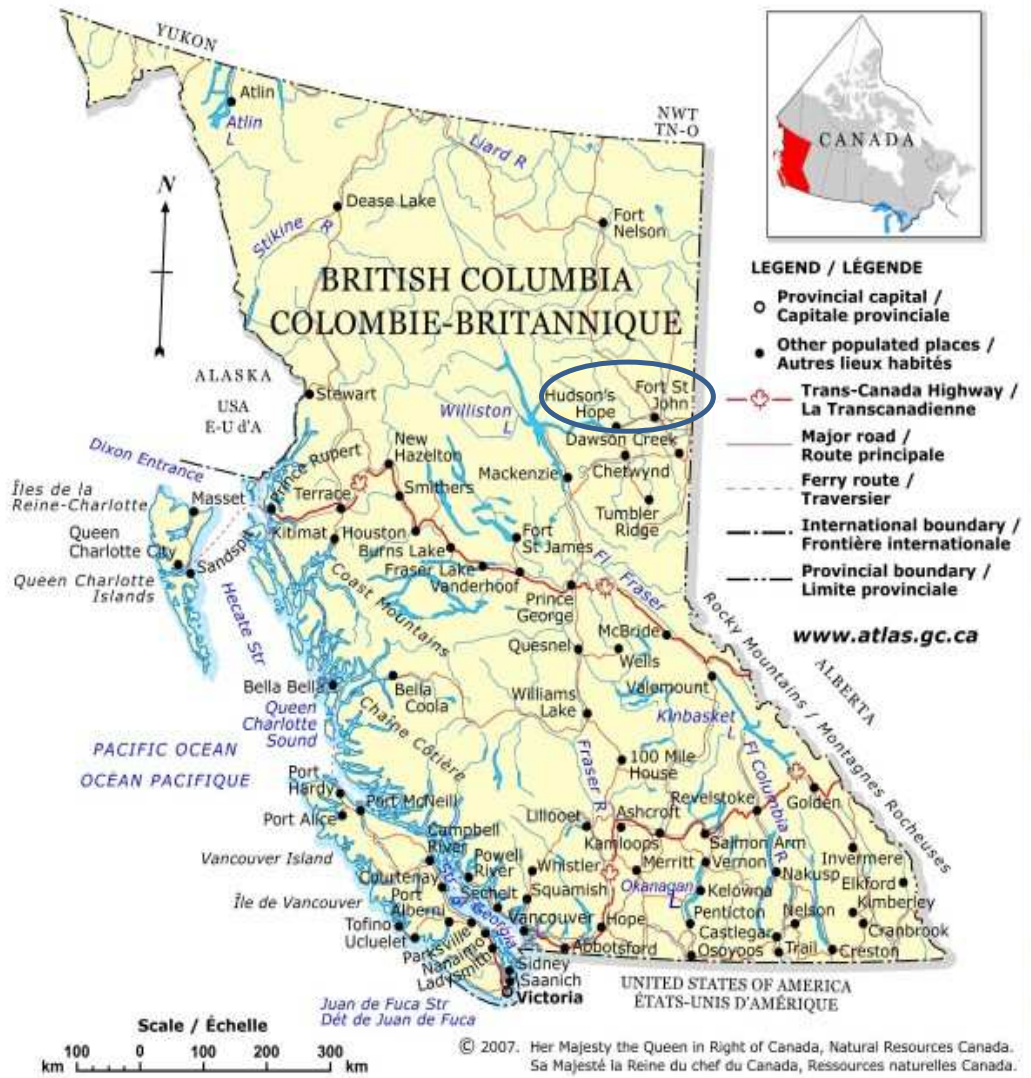 YUKON
Atlin
Atlin
L
NWT
TN-O
Liard R
CANADA
N
Dease Lake
Stikine
R
Fort
Nelson
BRITISH COLUMBIA
COLOMBIE-BRITANNIQUE
LEGEND / LÉGENDE
Provincial capital /
Capitale provinciale
Other populated places /
Autres lieux habités
Trans-Canada Highway /
La Transcanadienne
Major road /
Route principale
Ferry route /
Traversier
International boundary /
Frontière internationale
Provincial boundary /
Limite provinciale
www.atlas.gc.ca
ALASKA
USA
E-U d'A
Stewart
Williston
L
Hudson's
Hope
Fort St
John
Dawson Creek
Chetwynd
Mackenzie
Tumbler
Ridge
Dixon Entrance
Prince Rupert
New
Hazelton
Îles de la
Reine-Charlotte
Masset
Terrace
Smithers
Queen
Charlotte City
Sandspit
Kitimat
Houston
Burns Lake
Fort
St James
Queen Charlotte
Islands
Fraser Lake
Vanderhoof
Prince
George
Fl Fraser
Hecate Str
Coast Mountains
McBride
Rocky Mountains / Montagnes Rocheuses
ALBERTA
Quesnel
Wells
Bella Bella
Bella
Coola
Valemount
Williams
Lake
Kinbasket
L
Queen
Charlotte
Sound
Chaîne Côtière
PACIFIC OCEAN
OCÉAN PACIFIQUE
Fraser R
100 Mile
House
Fl Columbia R
Port
Hardy
Port McNeill
Port Alice
Golden
Revelstoke
Lillooet
Ashcroft
Kamloops
Salmon Arm
Campbell
River
Vancouver Island
Powell
River
Whistler
Merritt
Vernon
Nakusp
Invermere
Courtenay
Elkford
Île de Vancouver
Port
Alberni
Str of Georgia
Sechelt
Squamish
Okanagan
L
Kelowna
Kimberley
Tofino
Ucluelet
Vancouver
Hope
Penticton
Nelson
Cranbrook
Parksville
Nanaimo
Ladysmith
Abbotsford
Castlegar
Osoyoos
Trail
Creston
Sidney
Saanich
Victoria
UNITED STATES OF AMERICA
ÉTATS-UNIS D'AMÉRIQUE
Juan de Fuca Str
Dét de Juan de Fuca
Scale / Échelle
100 0 100 200 300
km km
© 2007. Her Majesty the Queen in Right of Canada, Natural Resources Canada.
Sa Majesté la Reine du chef du Canada, Ressources naturelles Canada.